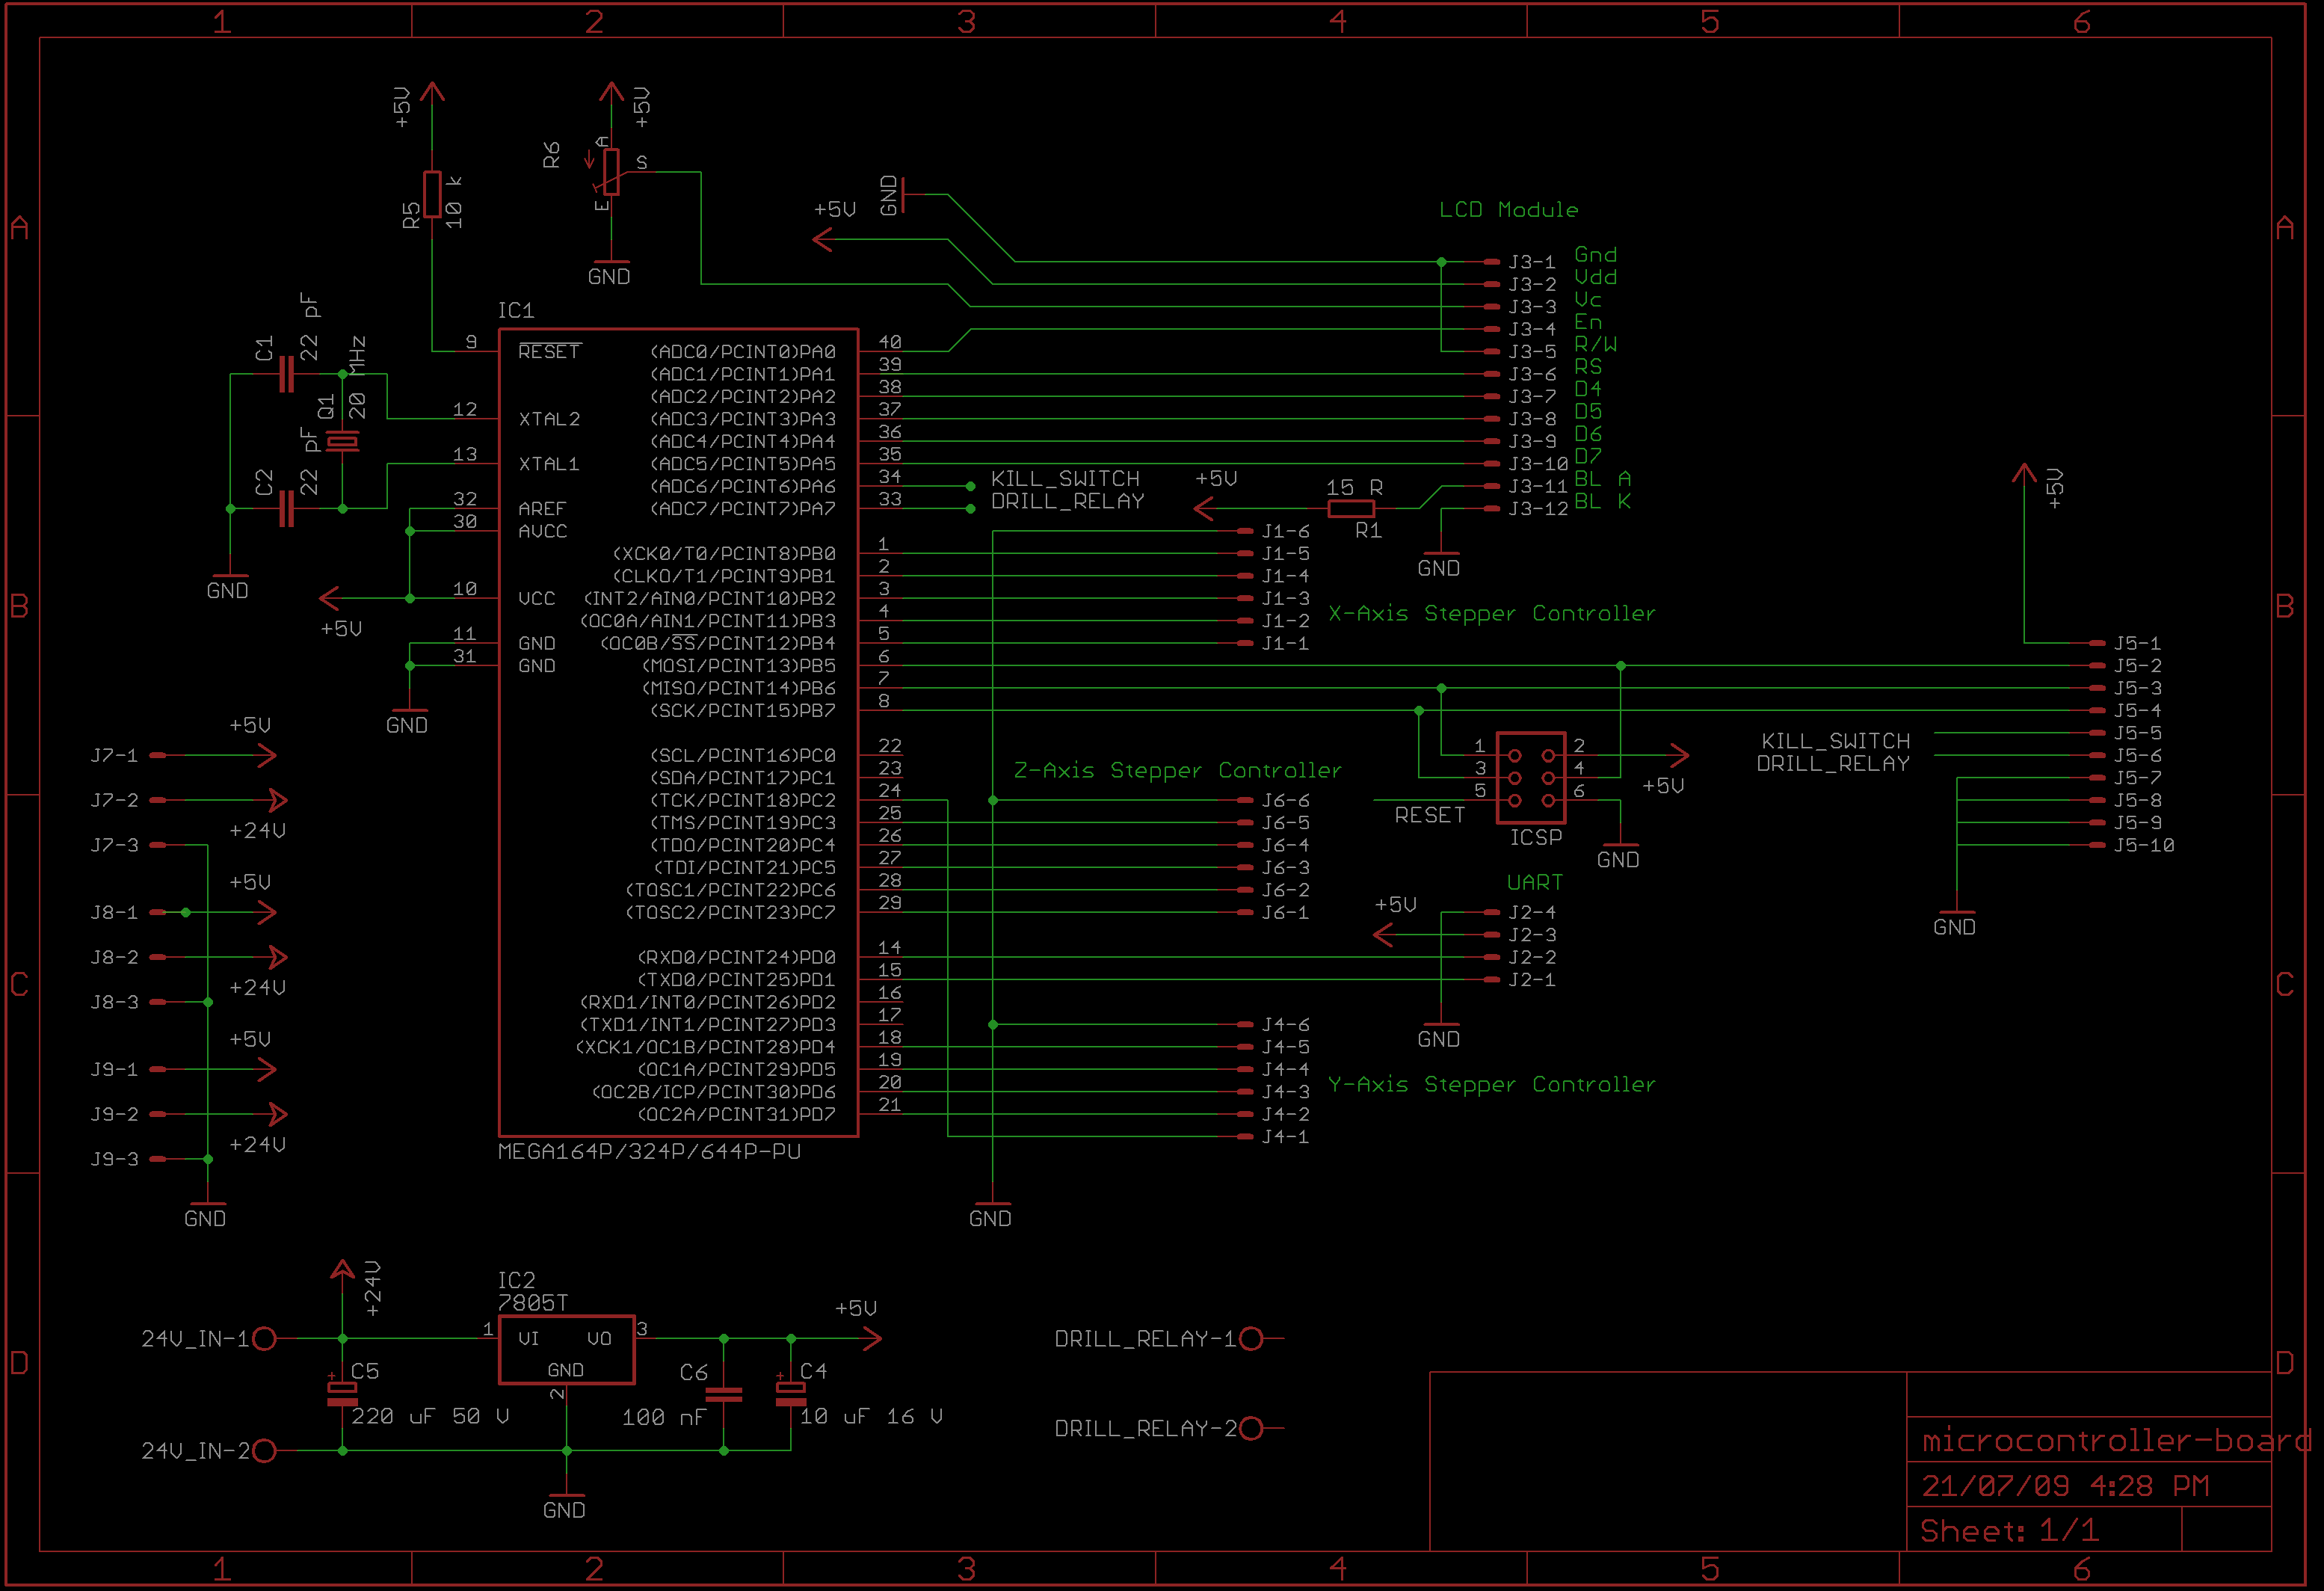 1 2 3 4 5 6
A
B
C
D
A
B
C
D
+5V
R5
10 k
R6
A
S
E
+5V
GND
GND
+5V
LCD Module
J3-1 Gnd
J3-2 Vdd
J3-3 Vc
J3-4 En
J3-5 R/W
J3-6 RS
J3-7 D4
J3-8 D5
J3-9 D6
J3-10 D7
J3-11 BL A
J3-12 BL K
C1
22 pF
Q1
20 MHz
C2
22 pF
GND
IC1
9 RESET
12 XTAL2
13 XTAL1
32 AREF
30 AVCC
10 VCC
11 GND
31 GND
+5V
GND
(ADC0/PCINT0)PA0 40
(ADC1/PCINT1)PA1 39
(ADC2/PCINT2)PA2 38
(ADC3/PCINT3)PA3 37
(ADC4/PCINT4)PA4 36
(ADC5/PCINT5)PA5 35
(ADC6/PCINT6)PA6 34 KILL_SWITCH
(ADC7/PCINT7)PA7 33 DRILL_RELAY
(XCK0/T0/PCINT8)PB0 1
(CLKO/T1/PCINT9)PB1 2
(INT2/AIN0/PCINT10)PB2 3
(OC0A/AIN1/PCINT11)PB3 4
(OC0B/SS/PCINT12)PB4 5
(MOSI/PCINT13)PB5 6
(MISO/PCINT14)PB6 7
(SCK/PCINT15)PB7 8
(SCL/PCINT16)PC0 22
(SDA/PCINT17)PC1 23
(TCK/PCINT18)PC2 24
(TMS/PCINT19)PC3 25
(TDO/PCINT20)PC4 26
(TDI/PCINT21)PC5 27
(TOSC1/PCINT22)PC6 28
(TOSC2/PCINT23)PC7 29
(RXD0/PCINT24)PD0 14
(TXD0/PCINT25)PD1 15
(RXD1/INT0/PCINT26)PD2 16
(TXD1/INT1/PCINT27)PD3 17
(XCK1/OC1B/PCINT28)PD4 18
(OC1A/PCINT29)PD5 19
(OC2B/ICP/PCINT30)PD6 20
(OC2A/PCINT31)PD7 21
MEGA164P/324P/644P-PU
+5V
15 R
R1
GND
J1-6
J1-5
J1-4
J1-3
J1-2
J1-1
X-Axis Stepper Controller
Z-Axis Stepper Controller
J6-6
J6-5
J6-4
J6-3
J6-2
J6-1
1 2
3 4
5 6
RESET
ICSP
+5V
GND
UART
+5V
J2-4
J2-3
J2-2
J2-1
GND
J4-6
J4-5
J4-4
J4-3
J4-2
J4-1
Y-Axis Stepper Controller
GND
+5V
J5-1
J5-2
J5-3
J5-4
KILL_SWITCH J5-5
DRILL_RELAY J5-6
J5-7
J5-8
J5-9
J5-10
GND
+5V
J7-1
J7-2
+24V
J7-3
+5V
J8-1
J8-2
+24V
J8-3
+5V
J9-1
J9-2
+24V
J9-3
GND
+24V
24V_IN-1
24V_IN-2
C5
220 uF 50 V
IC2
7805T
1 VI VO 3
GND
2
C6
100 nF
C4
10 uF 16 V
+5V
GND
DRILL_RELAY-1
DRILL_RELAY-2
microcontroller-board
21/07/09 4:28 PM
Sheet: 1/1
1 2 3 4 5 6